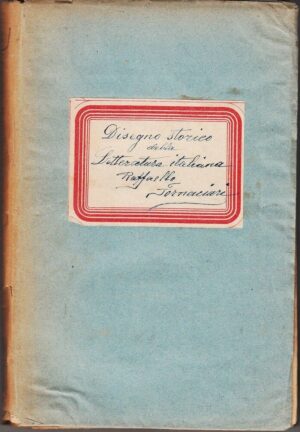 Disegno storico
della
Letteratura italiana
Raffaello
Fornaciari